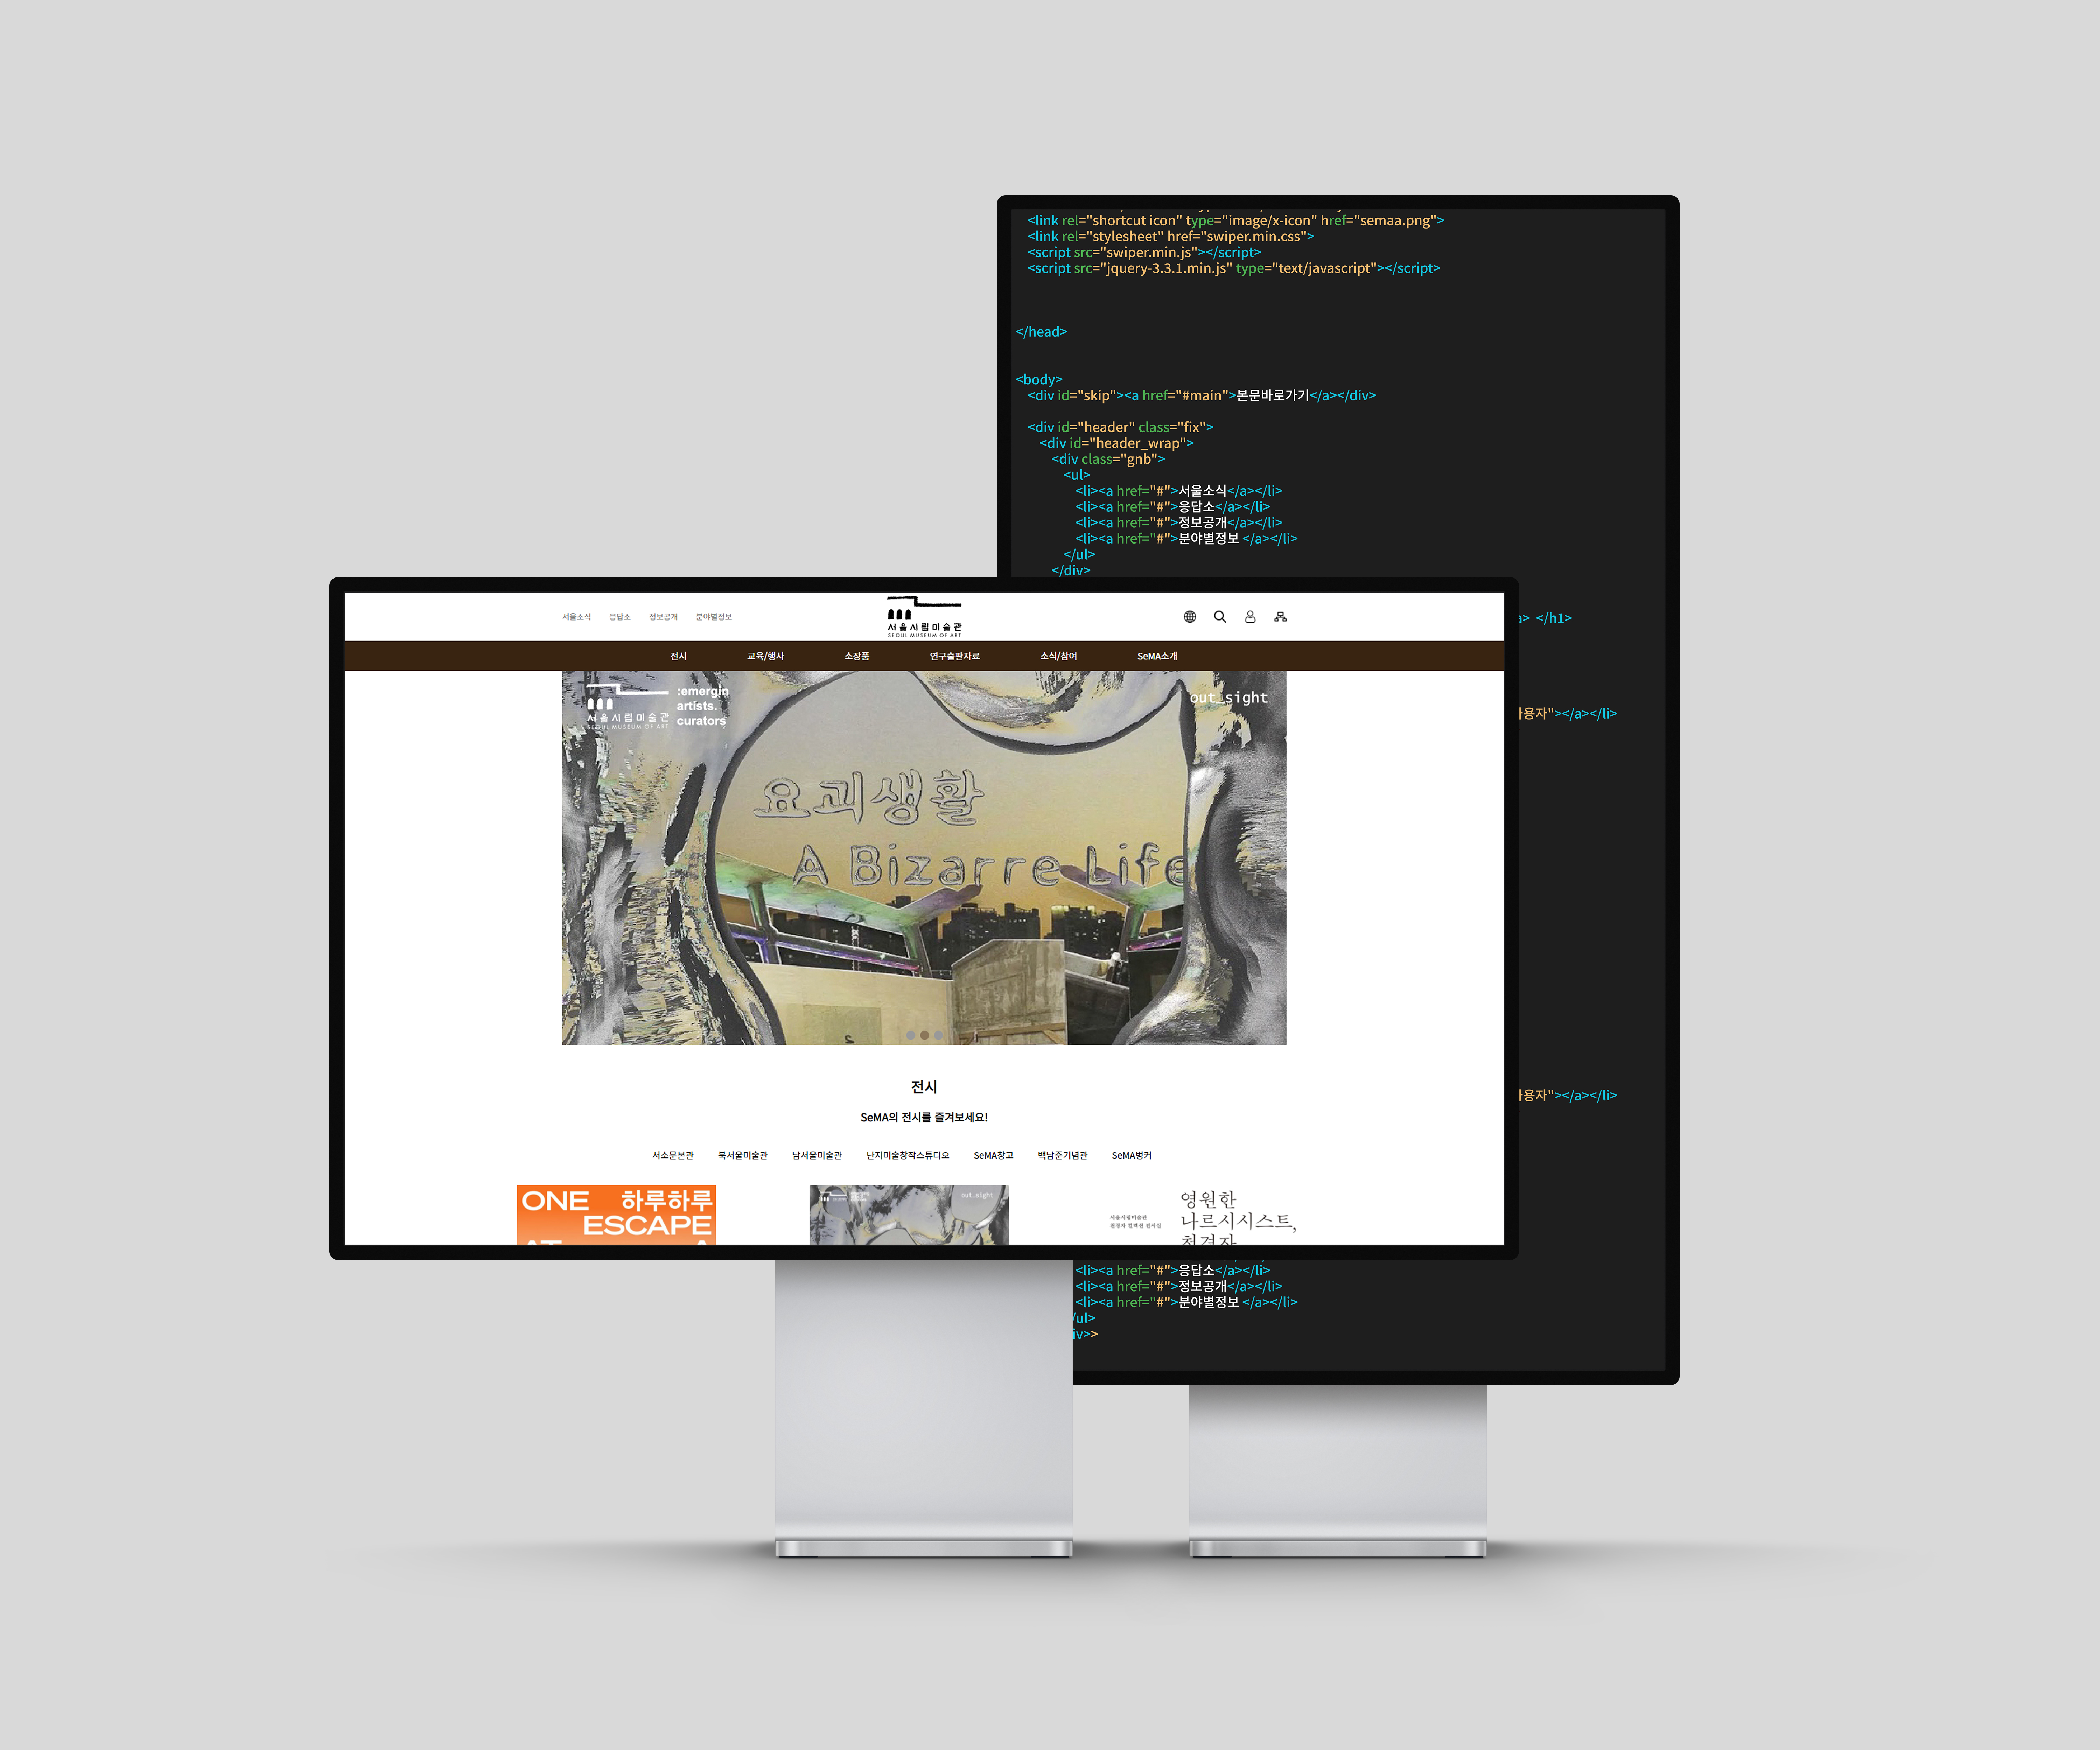 <link rel="shortcut icon" type="image/x-icon" href="semaa.png">
<link rel="stylesheet" href="swiper.min.css">
<script src="swiper.min.js"></script>
<script src="jquery-3.3.1.min.js" type="text/javascript"></script>
</head>
<body>
<div id="skip"><a href="#main">본문바로가기</a></div>
<div id="header" class="fix">
<div id="header_wrap">
<div class="gnb">
<ul>
<li><a href="#">서울소식</a></li>
<li><a href="#">응답소</a></li>
<li><a href="#">정보공개</a></li>
<li><a href="#">분야별정보 </a></li>
</ul>
</div>
a> </h1>
용자"></a></li>
용자"></a></li>
<li><a href="#">응답소</a></li>
<li><a href="#">정보공개</a></li>
<li><a href="#">분야별정보 </a></li>
/ul>
iv>>
서울소식 응답소 정보공개 분야별정보
서울시립미술관
SEOUL MUSEUM OF ART
전시 교육/행사 소장품 연구출판자료 소식/참여 SeMA소개
서울시립미술관
SEOUL MUSEUM OF ART
:emergin
artists.
curators
out_sight
요괴생활
A Bizarre Life
전시
SeMA의 전시를 즐겨보세요!
서소문본관 북서울미술관 남서울미술관 난지미술창작스튜디오 SeMA창고 백남준기념관 SeMA벙커
ONE 하루하루
ESCAPE
out_sight
서울시립미술관
천경자 컬렉션 전시실
영원한
나르시시스트,
천경자